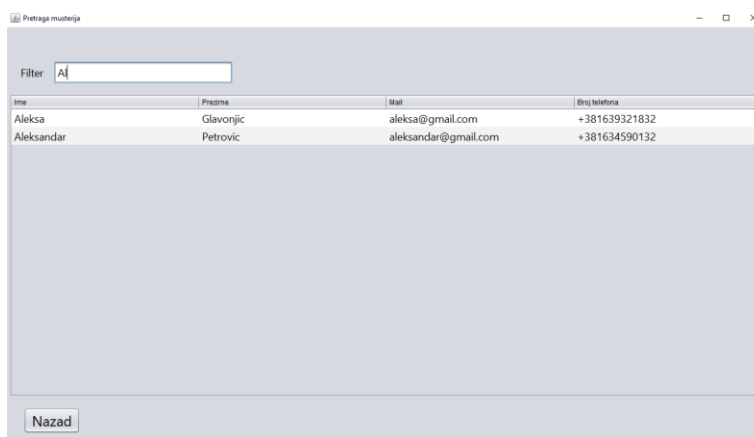 Pretraga musterija
Filter Al
Ime Prezime Mail Broj telefona
Aleksa Glavonjic aleksa@gmail.com +381639321832
Aleksandar Petrovic aleksandar@gmail.com +381634590132
Nazad